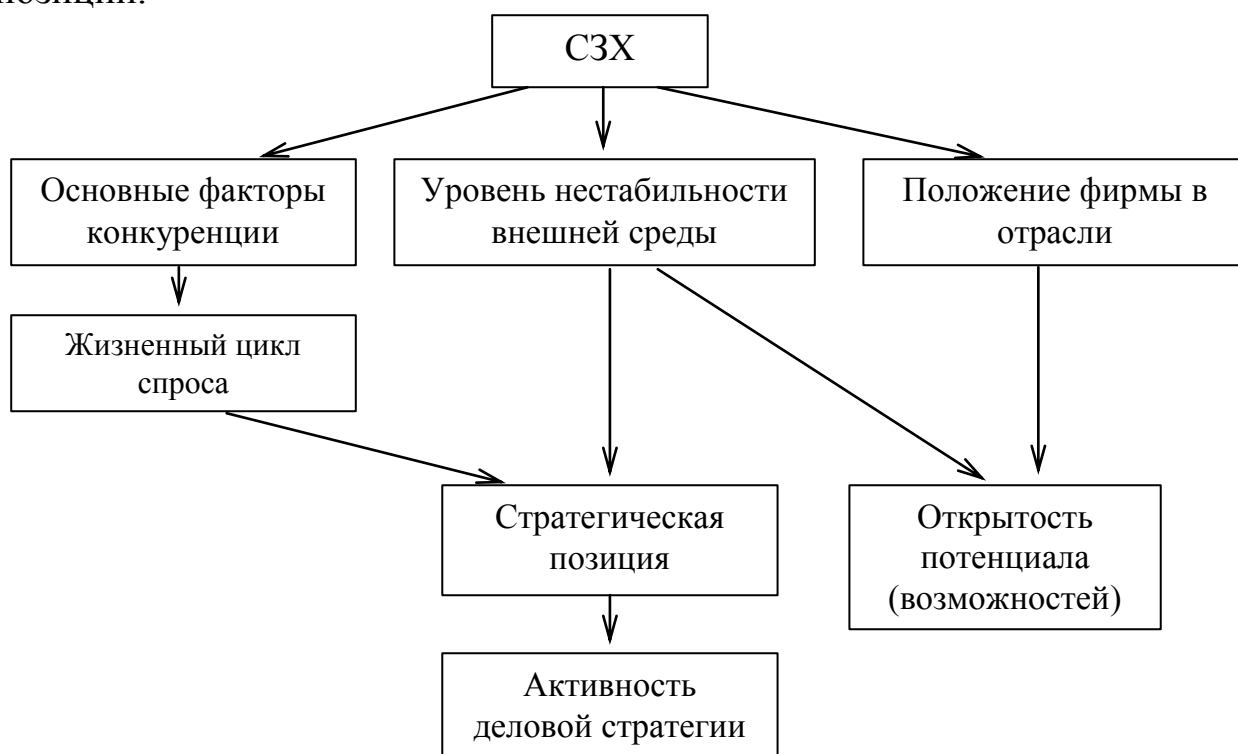 позиции.
СЗХ
Основные факторы
конкуренции
Уровень нестабильности
внешней среды
Положение фирмы в
отрасли
Жизненный цикл
спроса
Стратегическая
позиция
Открытость
потенциала
(возможностей)
Активность
деловой стратегии